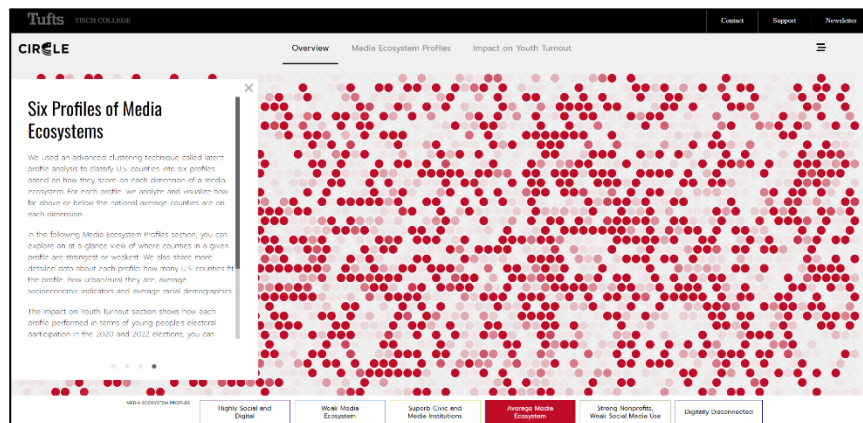 Tufts TISCH COLLEGE
Contact Support Newsletter
CIRCLE
Overview Media Ecosystem Profiles Impact on Youth Turnout
Six Profiles of Media
Ecosystems
We used an advanced clustering technique called latent
profile analysis to classify U.S. counties into six profiles
based on how they score on each dimension of a media
ecosystem. For each profile, we analyze and visualize how
far above or below the national average counties are on
each dimension.
In the following Media Ecosystem Profiles section, you can
explore an at-a-glance view of where counties in a given
profile are strongest or weakest. We also share more
detailed data about each profile how many U.S. counties fit
the profile, how urban/rural they are, average
socioeconomic indicators and average racial demographics
The Impact on Youth Turnout section shows how each
profile performed in terms of young people's electoral
participation in the 2020 and 2022 elections, you can
MEDIA ECOSYSTEM PROFILES
Highly Social and
Digital
Weak Media
Ecosystem
Superb Civic and
Media Institutions
Average Media
Ecosystem
Strong Nonprofits,
Weak Social Media Use
Digitally Disconnected